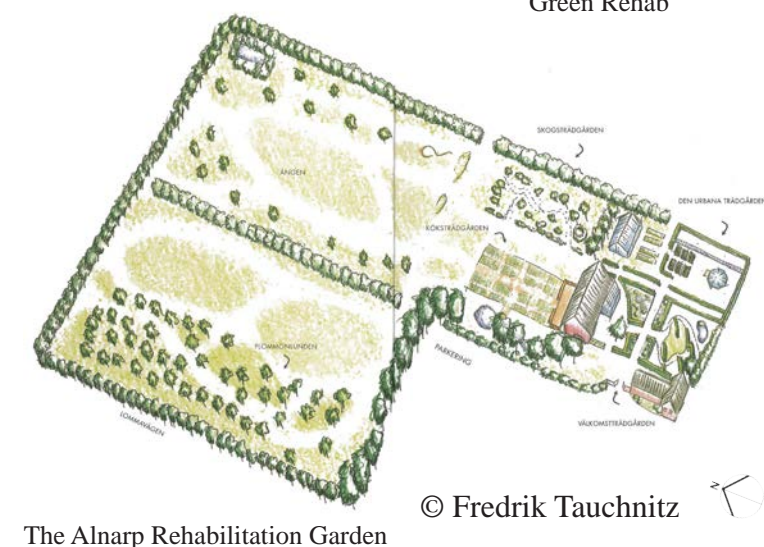 Green Rehab
SKOGSTRÄDGÅRDEN
ÄNGEN
DEN URBANA TRÄDGÅRDEN
KÖKSTRÄDGÅRDEN
PLOMMONLUNDEN
PARKERING
LOMMAVÄGEN
VÄLKOMSTTRÄDGÅRDEN
N
© Fredrik Tauchnitz
The Alnarp Rehabilitation Garden